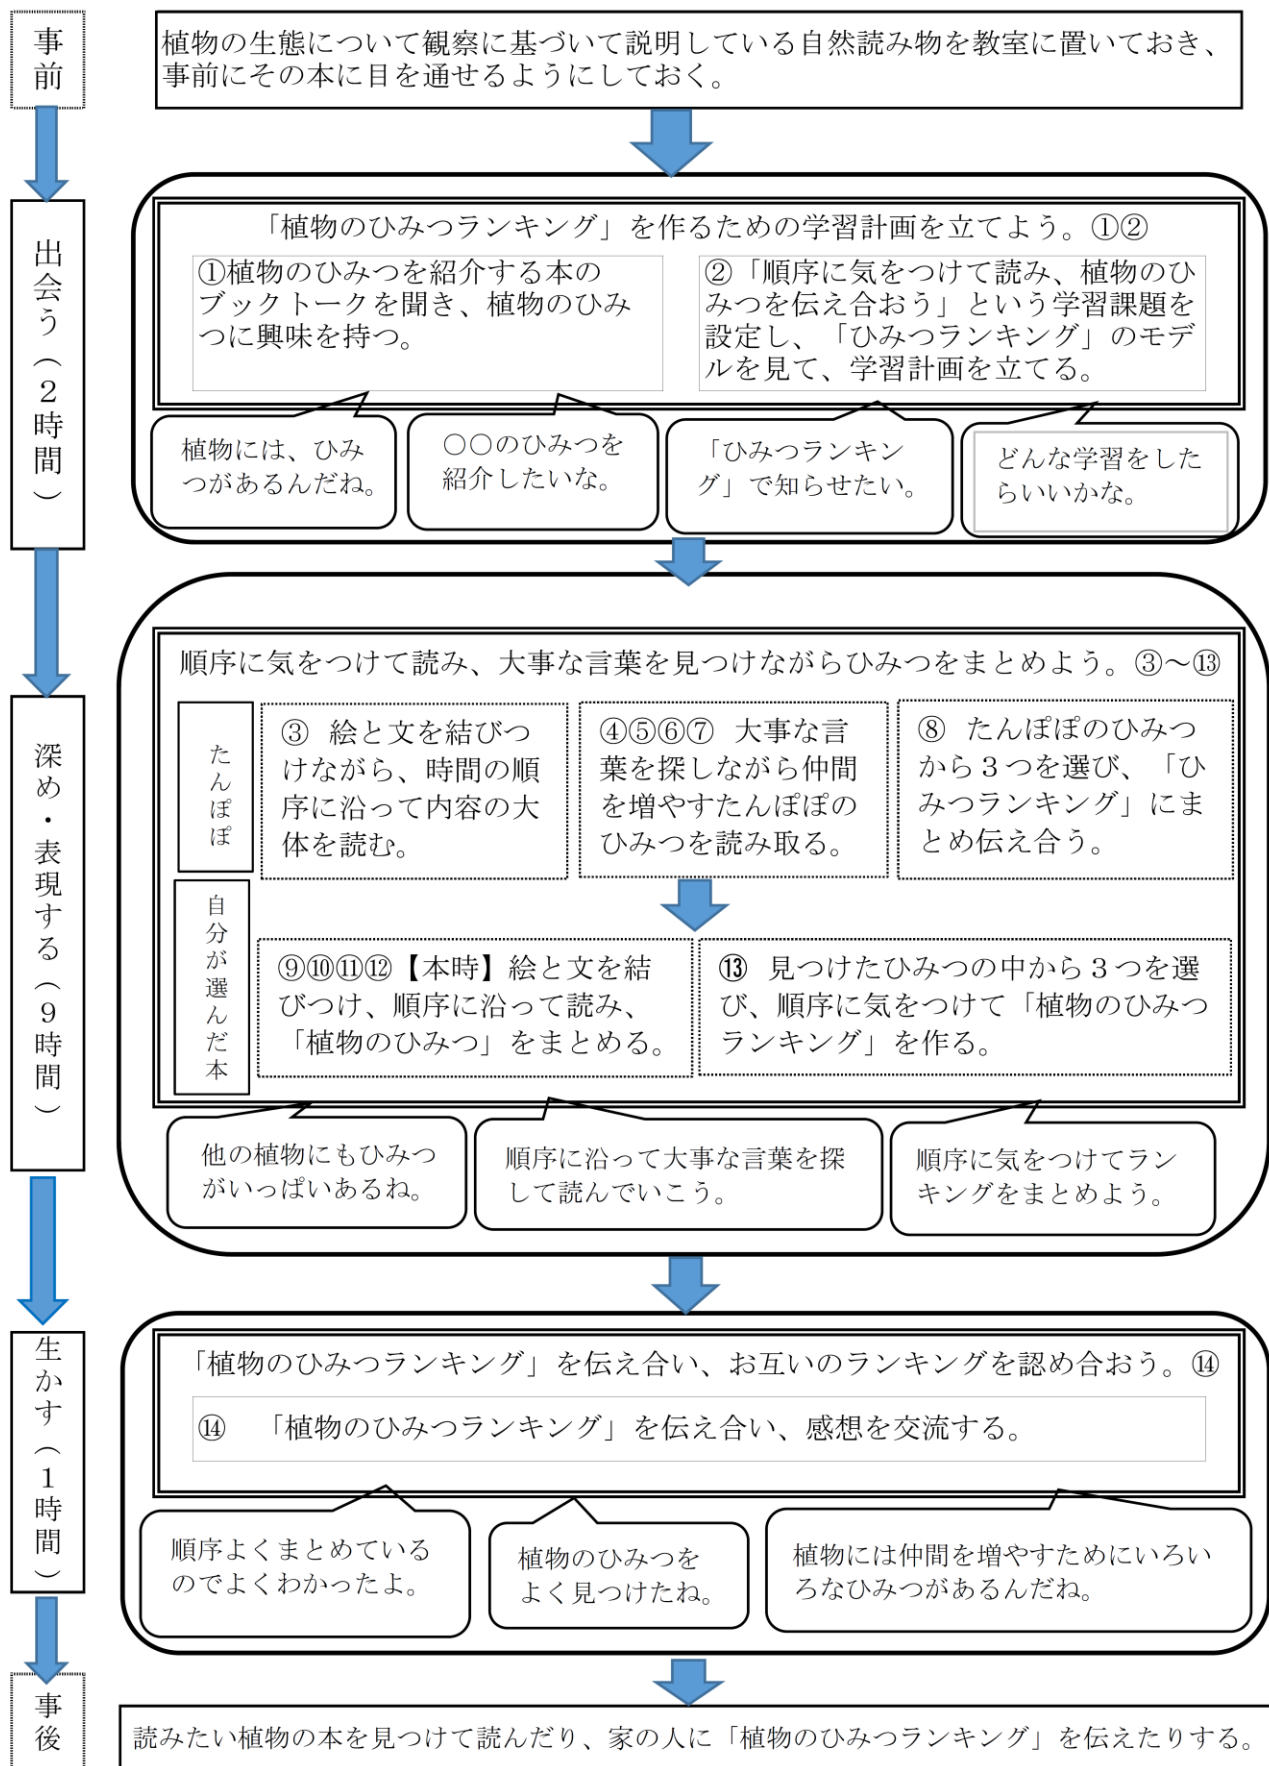 事前
植物の生態について観察に基づいて説明している自然読み物を教室に置いておき、
事前にその本に目を通せるようにしておく。
出会う（2時間）
「植物のひみつランキング」を作るための学習計画を立てよう。①②
①植物のひみつを紹介する本の
ブックトークを聞き、植物のひみ
つに興味を持つ。
②「順序に気をつけて読み、植物のひ
みつを伝え合おう」という学習課題を
設定し、「ひみつランキング」のモデ
ルを見て、学習計画を立てる。
植物には、ひみ
つがあるんだね。
〇〇のひみつを
紹介したいな。
「ひみつランキン
グ」で知らせたい。
どんな学習をした
らいいかな。
深め・表現する（9時間）
順序に気をつけて読み、大事な言葉を見つけながらひみつをまとめよう。③～⑬
たんぽぽ
③ 絵と文を結びつ
けながら、時間の順
序に沿って内容の大
体を読む。
④⑤⑥⑦ 大事な言
葉を探しながら仲間
を増やすたんぽぽの
ひみつを読み取る。
⑧ たんぽぽのひみつ
から３つを選び、「ひ
みつランキング」にま
とめ伝え合う。
自分が選んだ本
⑨⑩⑪⑫【本時】絵と文を結
びつけ、順序に沿って読み、
「植物のひみつ」をまとめる。
⑬ 見つけたひみつの中から３つを選
び、順序に気をつけて「植物のひみつ
ランキング」を作る。
他の植物にもひみつ
がいっぱいあるね。
順序に沿って大事な言葉を探
して読んでいこう。
順序に気をつけてラン
キングをまとめよう。
生かす（1時間）
「植物のひみつランキング」を伝え合い、お互いのランキングを認め合おう。⑭
⑭ 「植物のひみつランキング」を伝え合い、感想を交流する。
順序よくまとめている
のでよくわかったよ。
植物のひみつを
よく見つけたね。
植物には仲間を増やすためにいろい
ろなひみつがあるんだね。
事後
読みたい植物の本を見つけて読んだり、家の人に「植物のひみつランキング」を伝えたりする。